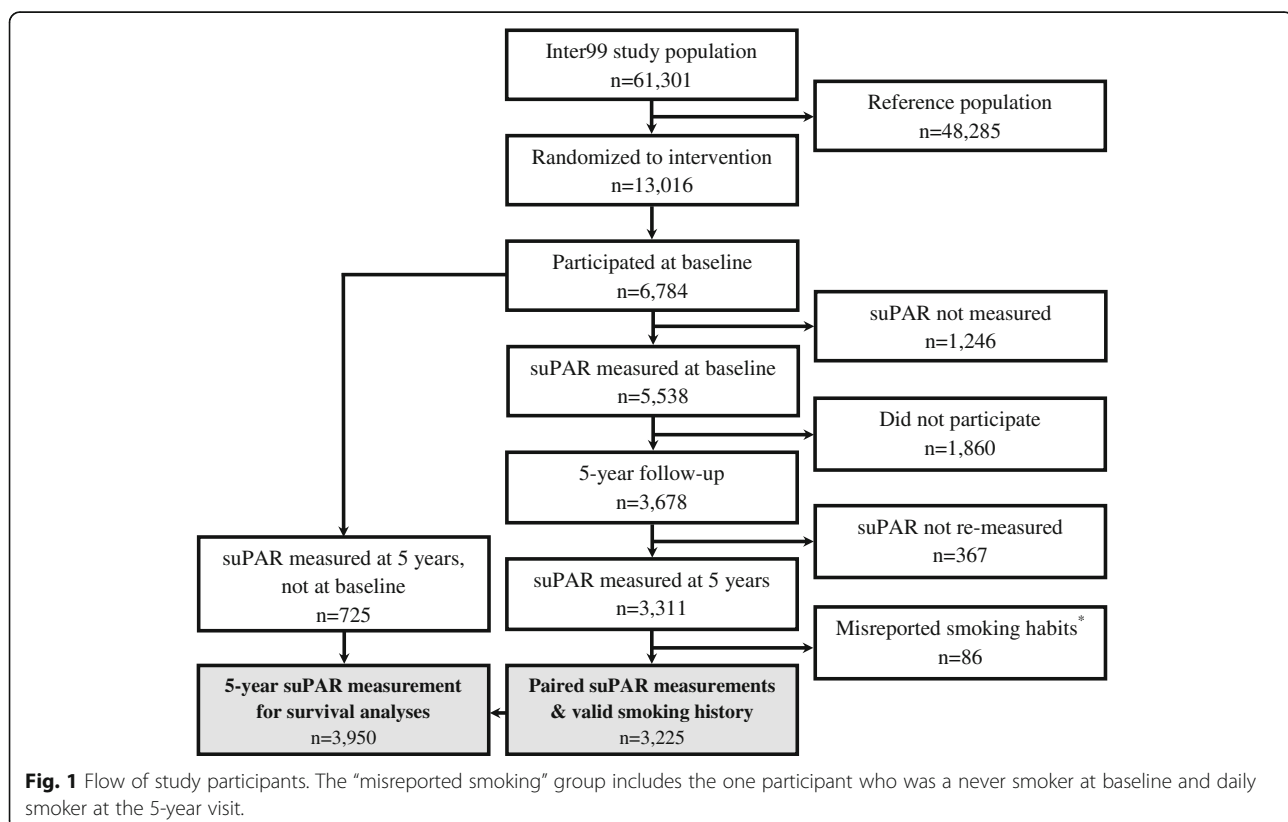 Inter99 study population
n=61,301
Reference population
n=48,285
Randomized to intervention
n=13,016
Participated at baseline
n=6,784
suPAR not measured
n=1,246
suPAR measured at baseline
n=5,538
Did not participate
n=1,860
5-year follow-up
n=3,678
suPAR not re-measured
n=367
suPAR measured at 5 years,
not at baseline
n=725
suPAR measured at 5 years
n=3,311
Misreported smoking habits*
n=86
5-year suPAR measurement
for survival analyses
n=3,950
Paired suPAR measurements
& valid smoking history
n=3,225
Fig. 1 Flow of study participants. The “misreported smoking” group includes the one participant who was a never smoker at baseline and daily
smoker at the 5-year visit.